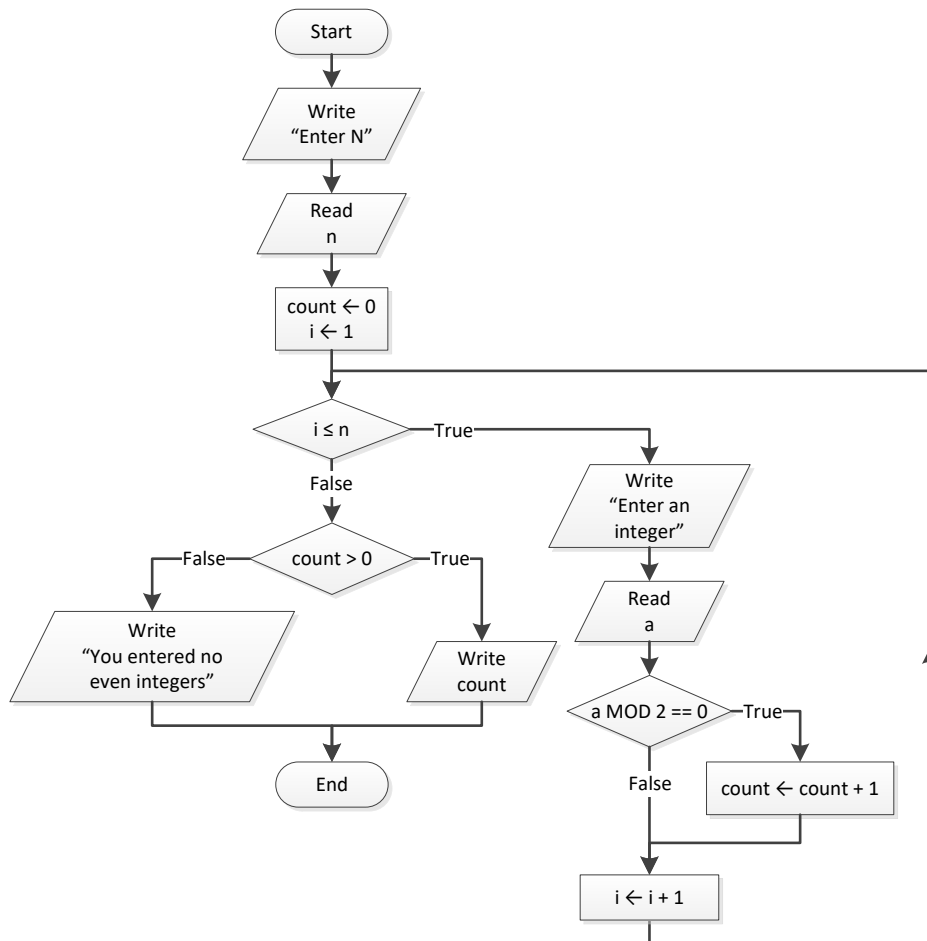 Start
Write
“Enter N”
Read
n
count ← 0
i ← 1
i ≤ n
True
False
Write
“Enter an
integer”
count > 0
False
True
Read
a
Write
“You entered no
even integers”
Write
count
a MOD 2 == 0
True
False
End
count ← count + 1
i ← i + 1